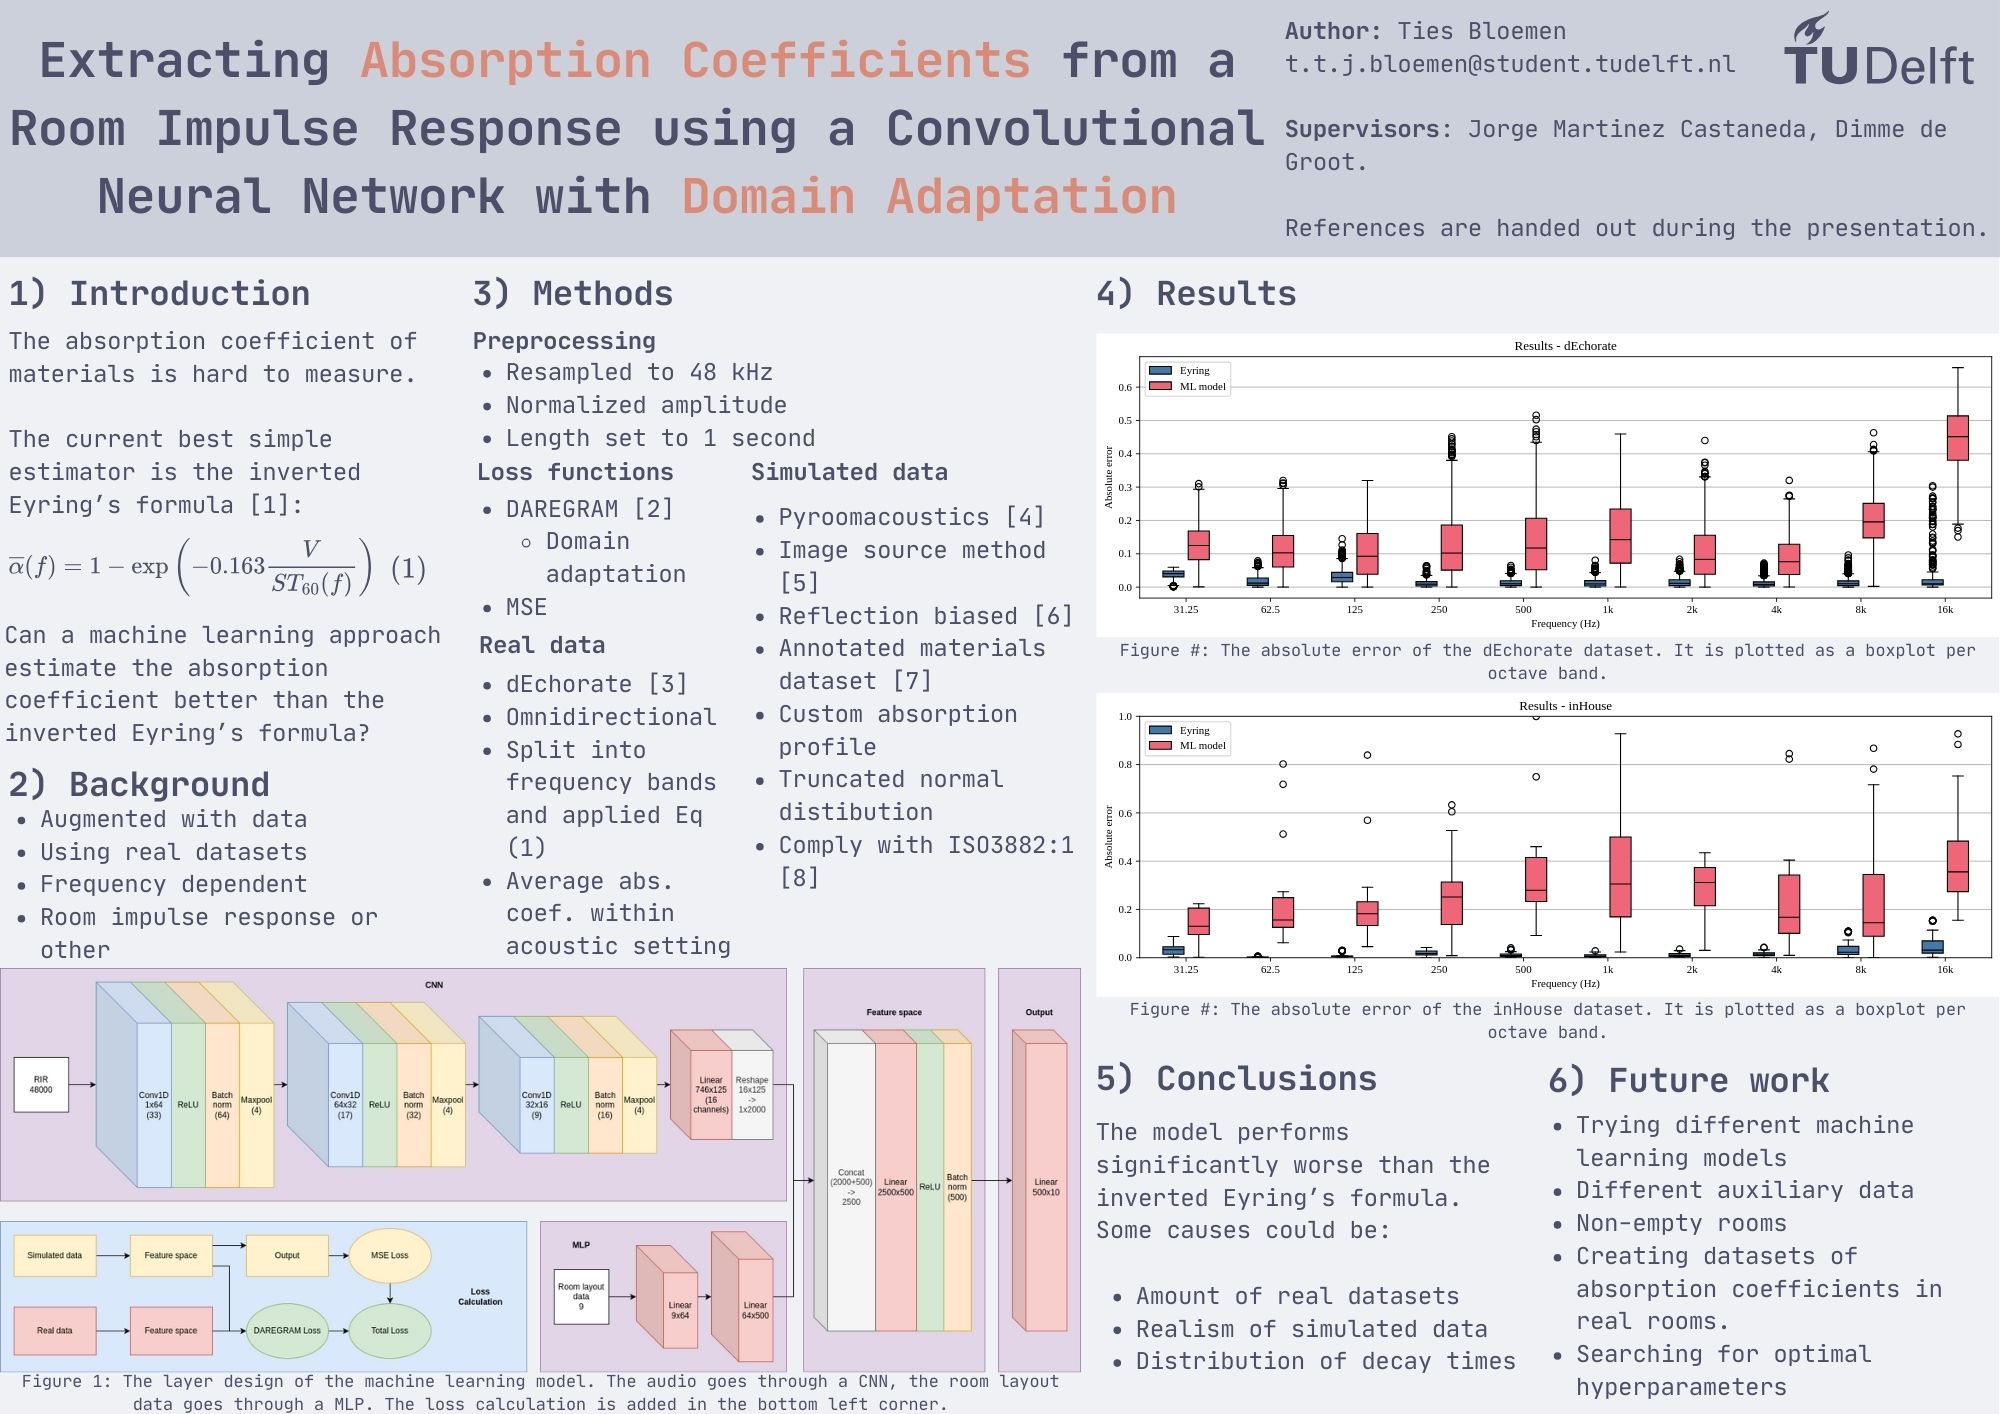 Extracting Absorption Coefficients from a
Room Impulse Response using a Convolutional
Neural Network with Domain Adaptation
Author: Ties Bloemen
t.t.j.bloemen@student.tudelft.nl
TUDelft
Supervisors: Jorge Martinez Castaneda, Dimme de
Groot.
References are handed out during the presentation.
1) Introduction
The absorption coefficient of
materials is hard to measure.
The current best simple
estimator is the inverted
Eyring’s formula [1]:
α̅(f) = 1 − exp (−0.163 V / ST₆₀(f)) (1)
Can a machine learning approach
estimate the absorption
coefficient better than the
inverted Eyring’s formula?
2) Background
• Augmented with data
• Using real datasets
• Frequency dependent
• Room impulse response or
other
3) Methods
Preprocessing
• Resampled to 48 kHz
• Normalized amplitude
• Length set to 1 second
Loss functions
• DAREGRAM [2]
◦ Domain
adaptation
• MSE
Real data
• dEchorate [3]
• Omnidirectional
• Split into
frequency bands
and applied Eq
(1)
• Average abs.
coef. within
acoustic setting
Simulated data
• Pyroomacoustics [4]
• Image source method
[5]
• Reflection biased [6]
• Annotated materials
dataset [7]
• Custom absorption
profile
• Truncated normal
distibution
• Comply with ISO3882:1
[8]
CNN
RIR
48000
Conv1D
1x64
(33)
ReLU
Batch
norm
(64)
Maxpool
(4)
Conv1D
64x32
(17)
ReLU
Batch
norm
(32)
Maxpool
(4)
Conv1D
32x16
(9)
ReLU
Batch
norm
(16)
Maxpool
(4)
Linear
746x125
(16
channels)
Reshape
16x125
->
1x2000
Feature space
Concat
(2000+500)
->
2500
Linear
2500x500
ReLU
Batch
norm
(500)
Output
Linear
500x10
Simulated data
Feature space
Output
MSE Loss
Loss
Calculation
Real data
Feature space
DAREGRAM Loss
Total Loss
MLP
Room layout
data
9
Linear
9x64
Linear
64x500
Figure 1: The layer design of the machine learning model. The audio goes through a CNN, the room layout
data goes through a MLP. The loss calculation is added in the bottom left corner.
4) Results
Results - dEchorate
Eyring
ML model
Absolute error
0.6
0.5
0.4
0.3
0.2
0.1
0.0
31.25 62.5 125 250 500 1k 2k 4k 8k 16k
Frequency (Hz)
Figure #: The absolute error of the dEchorate dataset. It is plotted as a boxplot per
octave band.
Results - inHouse
Eyring
ML model
Absolute error
1.0
0.8
0.6
0.4
0.2
0.0
31.25 62.5 125 250 500 1k 2k 4k 8k 16k
Frequency (Hz)
Figure #: The absolute error of the inHouse dataset. It is plotted as a boxplot per
octave band.
5) Conclusions
The model performs
significantly worse than the
inverted Eyring’s formula.
Some causes could be:
• Amount of real datasets
• Realism of simulated data
• Distribution of decay times
6) Future work
• Trying different machine
learning models
• Different auxiliary data
• Non-empty rooms
• Creating datasets of
absorption coefficients in
real rooms.
• Searching for optimal
hyperparameters